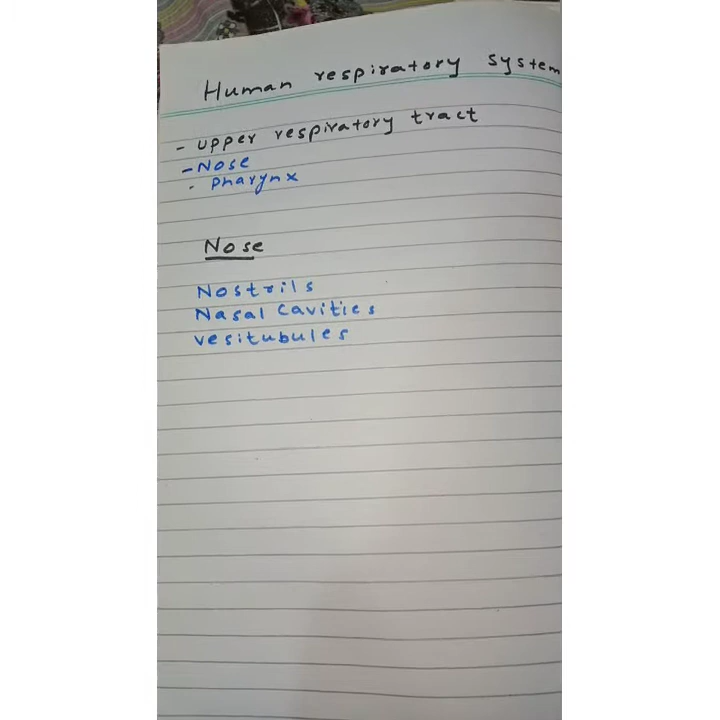 Human respiratory system
- Upper respiratory tract
- Nose
- Pharynx
Nose
Nostrils
Nasal Cavities
vesitubules